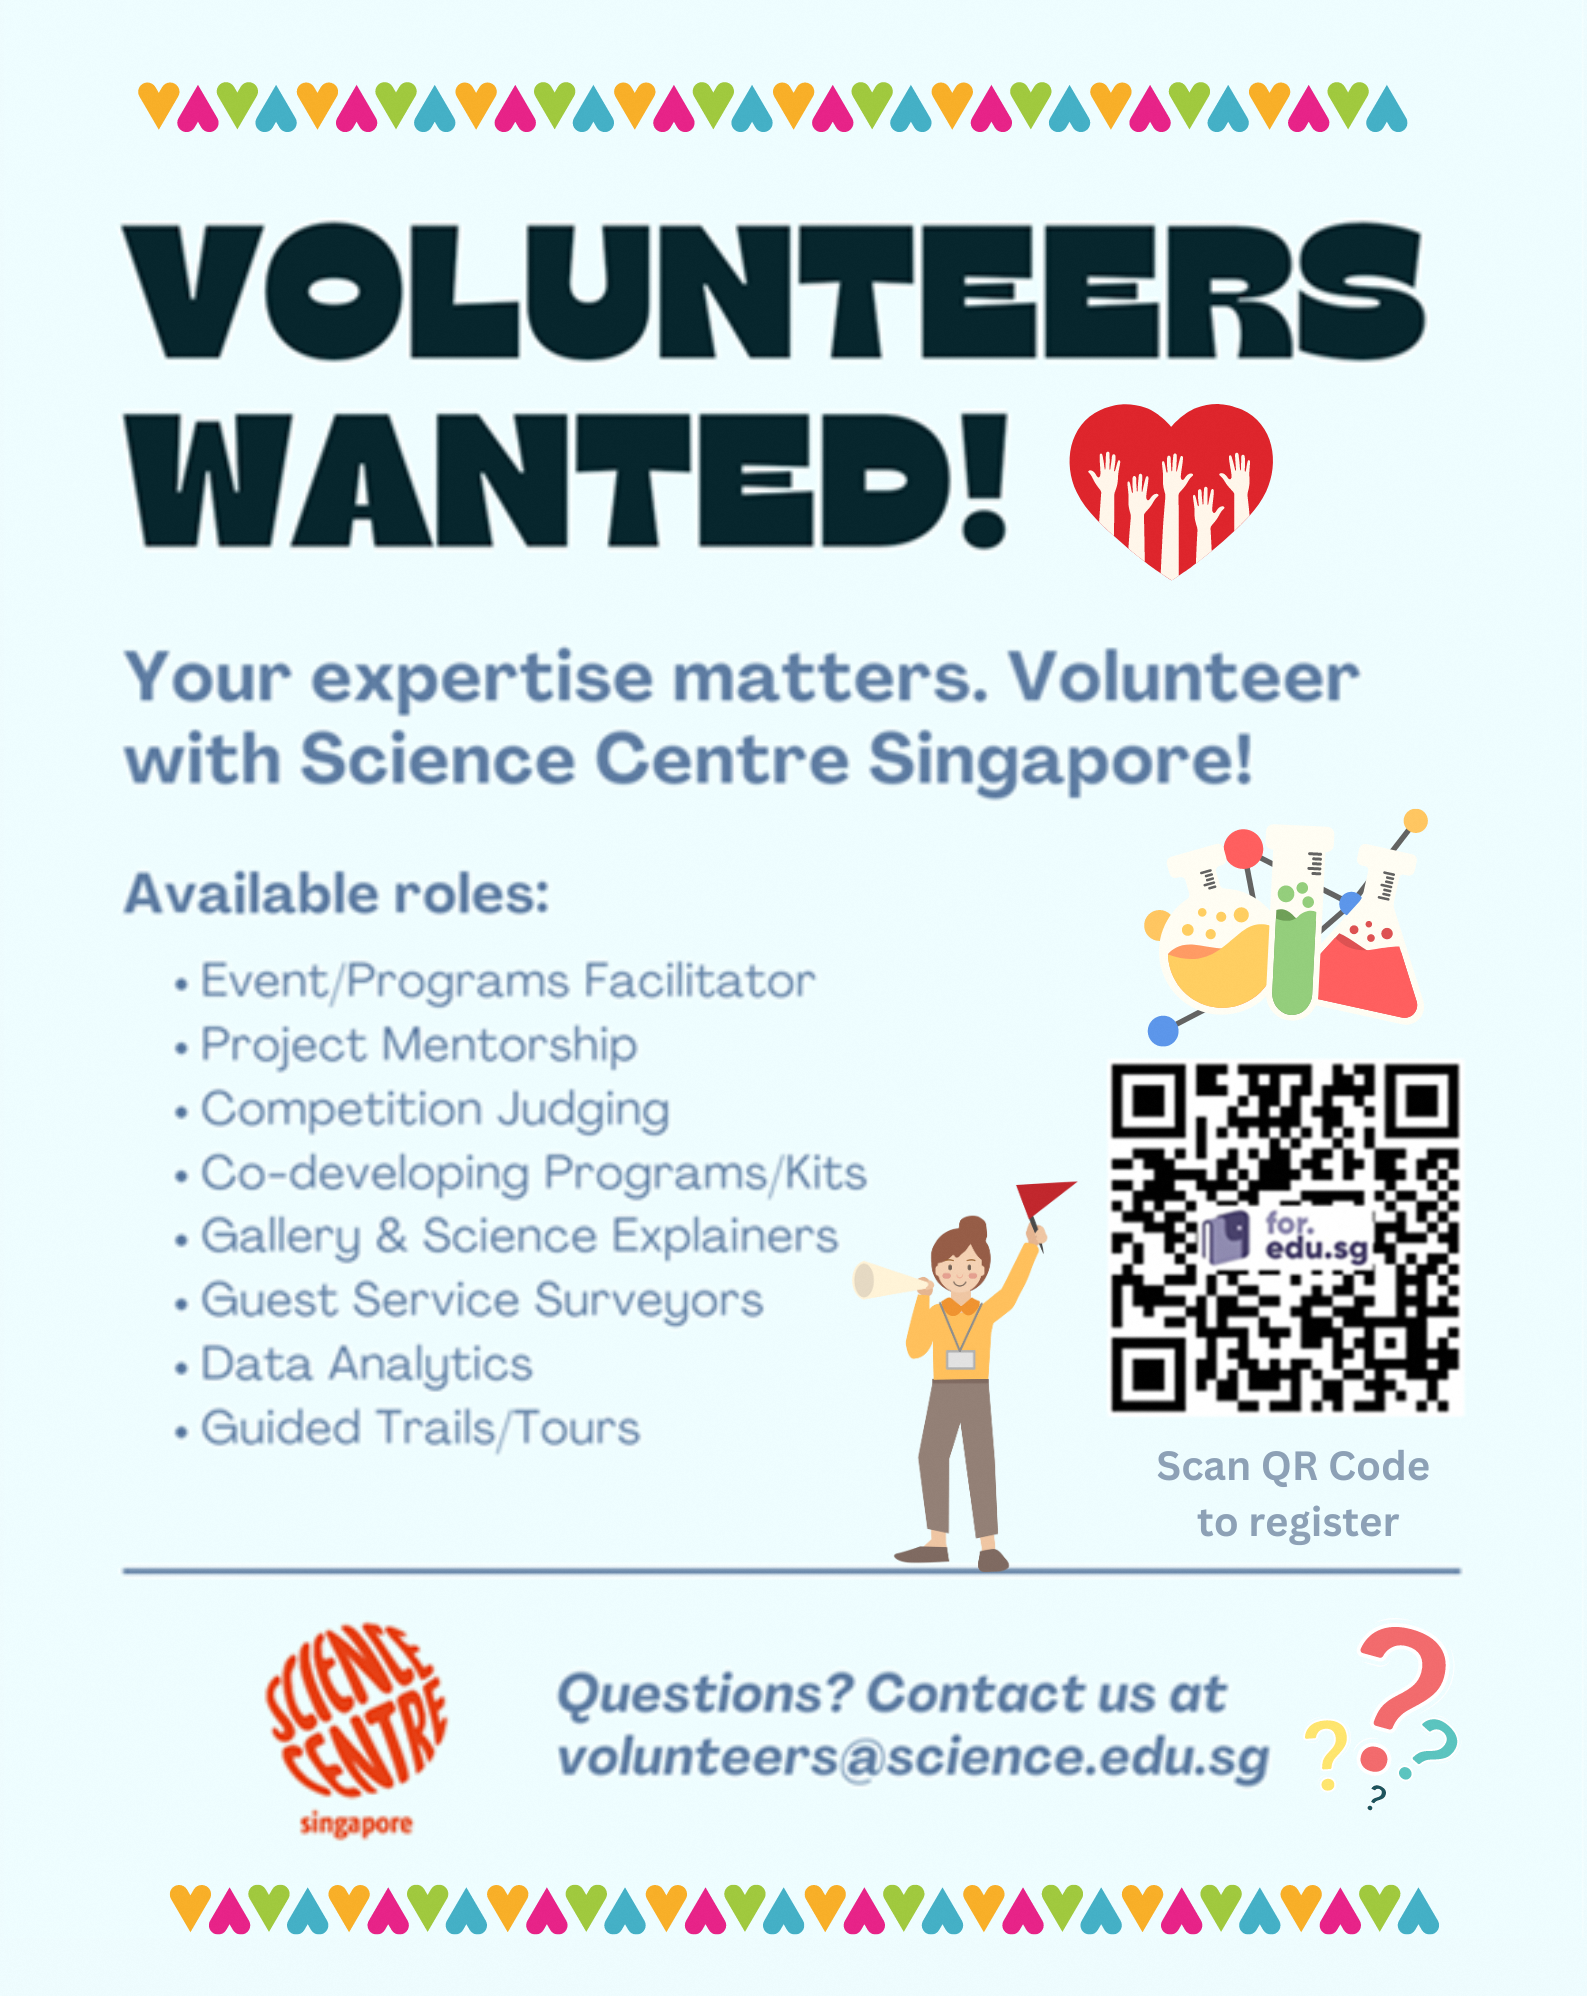 VOLUNTEERS
WANTED!
Your expertise matters. Volunteer
with Science Centre Singapore!
Available roles:
• Event/Programs Facilitator
• Project Mentorship
• Competition Judging
• Co-developing Programs/Kits
• Gallery & Science Explainers
• Guest Service Surveyors
• Data Analytics
• Guided Trails/Tours
for.
edu.sg
Scan QR Code
to register
SCIENCE
CENTRE
singapore
Questions? Contact us at
volunteers@science.edu.sg
?
?
?
?